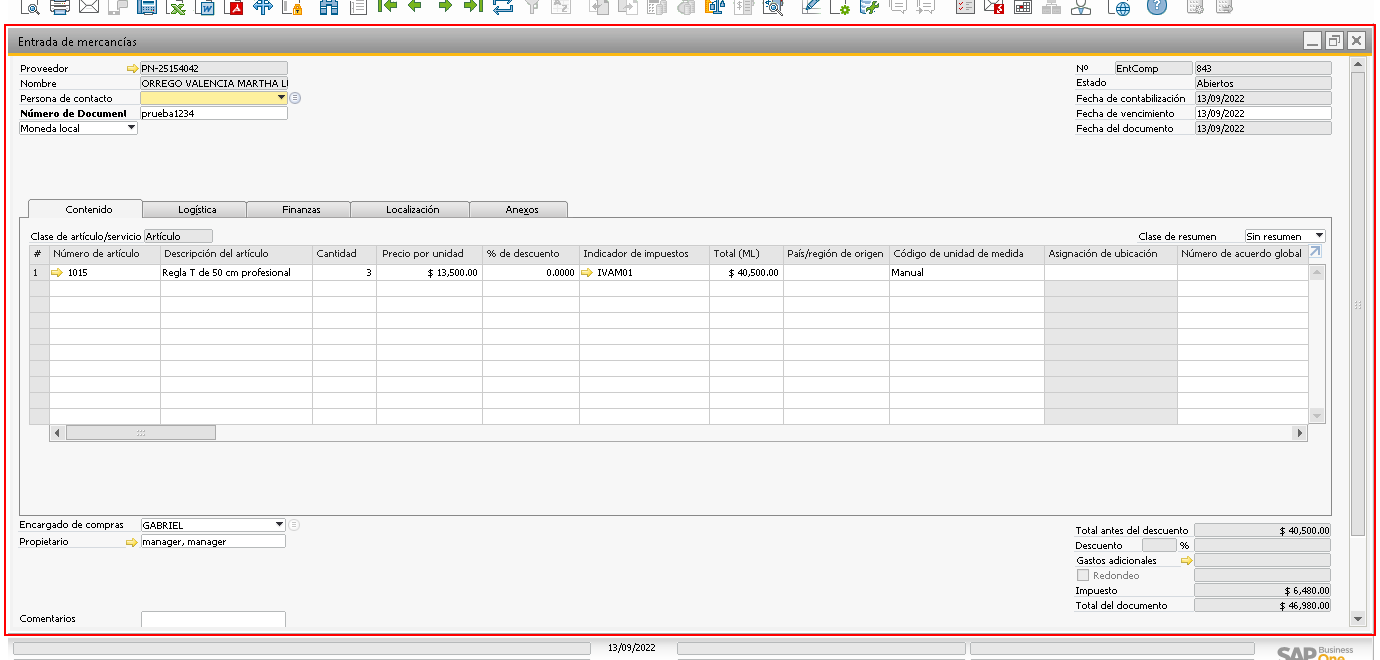 Entrada de mercancías
Proveedor PN-25154042 Nº EntComp 843
Nombre ORREGO VALENCIA MARTHA L Estado Abiertos
Persona de contacto Fecha de contabilización 13/09/2022
Número de Document prueba1234 Fecha de vencimiento 13/09/2022
Moneda local Fecha del documento 13/09/2022
Contenido Logística Finanzas Localización Anexos
Clase de artículo/servicio Artículo Clase de resumen Sin resumen
# Número de artículo Descripción del artículo Cantidad Precio por unidad % de descuento Indicador de impuestos Total (ML) País/región de origen Código de unidad de medida Asignación de ubicación Número de acuerdo global
1 1015 Regla T de 50 cm profesional 3 $ 13,500.00 0.0000 IVAM01 $ 40,500.00 Manual
Encargado de compras GABRIEL Total antes del descuento $ 40,500.00
Propietario manager, manager Descuento %
Gastos adicionales
Redondeo
Impuesto $ 6,480.00
Total del documento $ 46,980.00
Comentarios
13/09/2022
SAP Business One